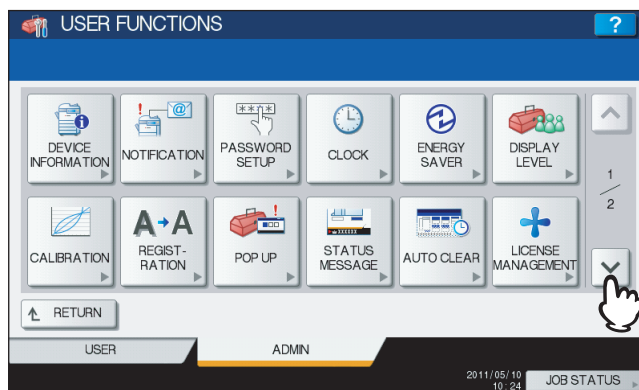 USER FUNCTIONS
?
DEVICE
INFORMATION
NOTIFICATION
PASSWORD
SETUP
CLOCK
ENERGY
SAVER
DISPLAY
LEVEL
1
2
CALIBRATION
REGIST-
RATION
POP UP
STATUS
MESSAGE
AUTO CLEAR
LICENSE
MANAGEMENT
RETURN
USER
ADMIN
2011/05/10
10:24
JOB STATUS